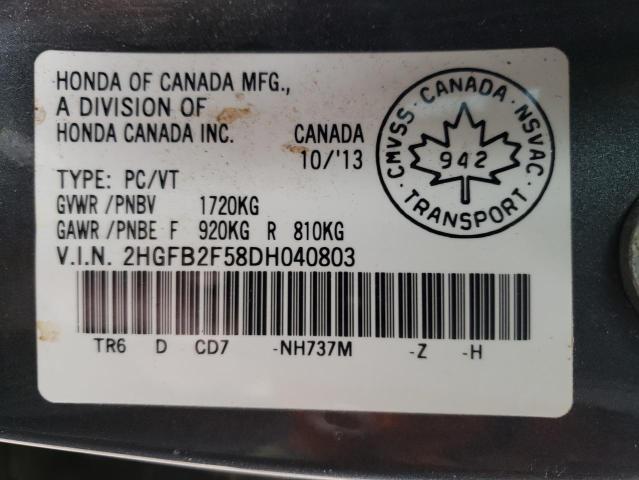 HONDA OF CANADA MFG.,
A DIVISION OF
HONDA CANADA INC.
CANADA
10/'13
CMVSS · CANADA · NSVAC
942
· TRANSPORT ·
TYPE: PC/VT
GVWR /PNBV 1720KG
GAWR /PNBE F 920KG R 810KG
V.I.N. 2HGFB2F58DH040803
TR6 D CD7 -NH737M -Z -H